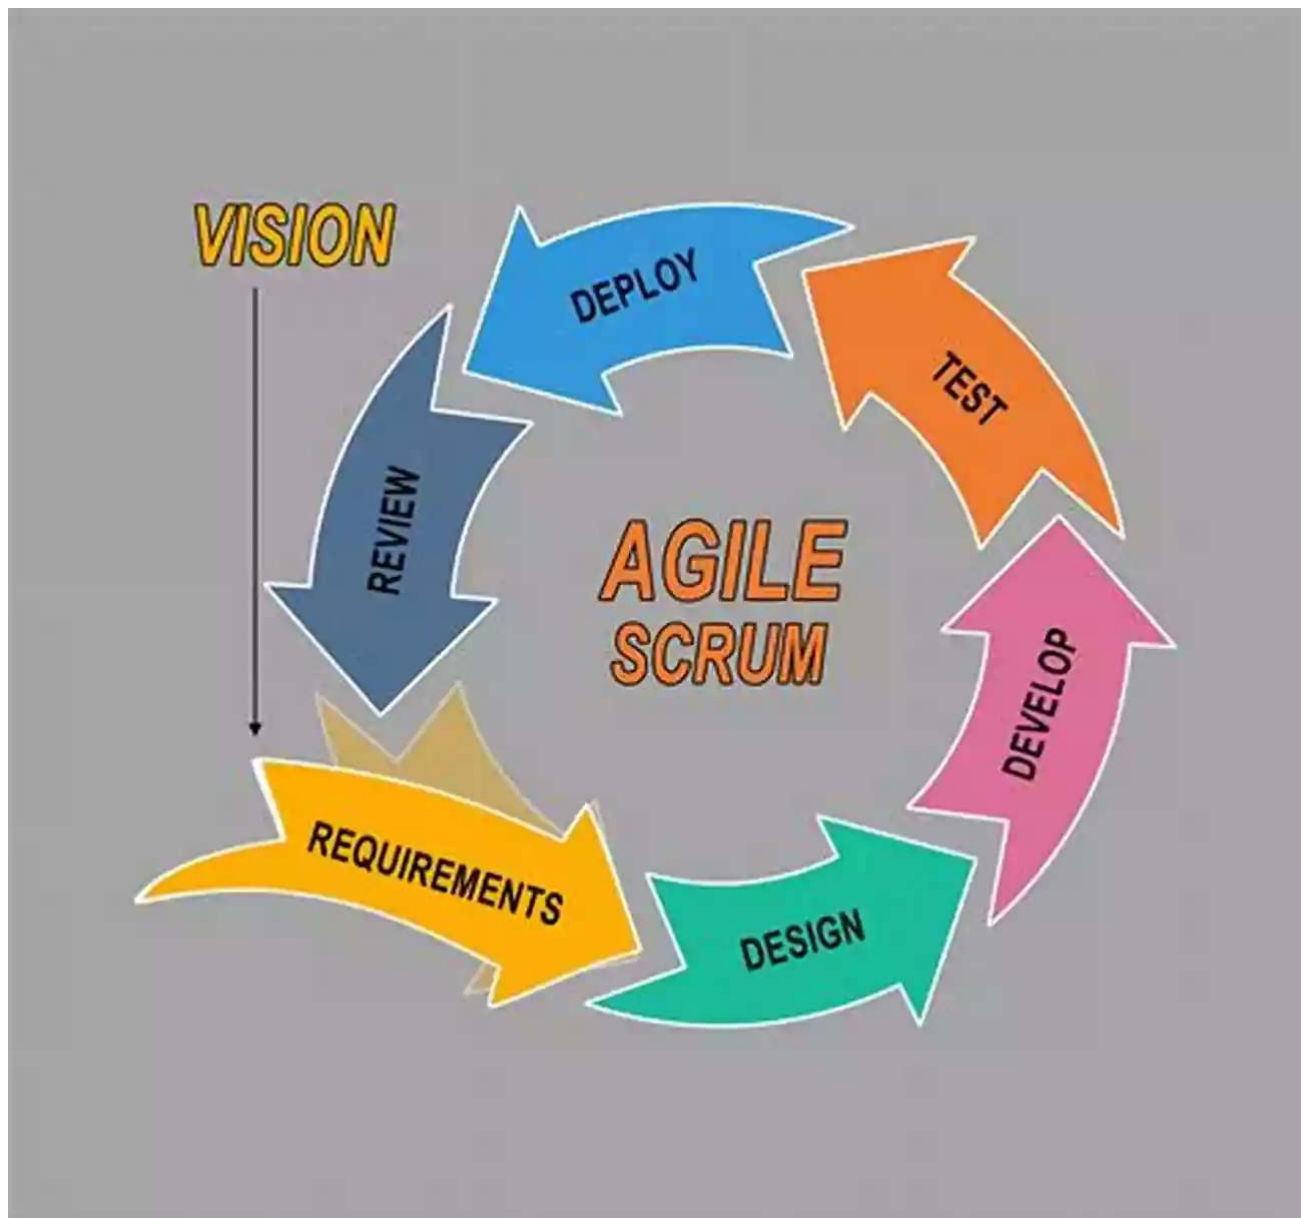 VISION
DEPLOY
TEST
REVIEW
AGILE
SCRUM
DEVELOP
REQUIREMENTS
DESIGN